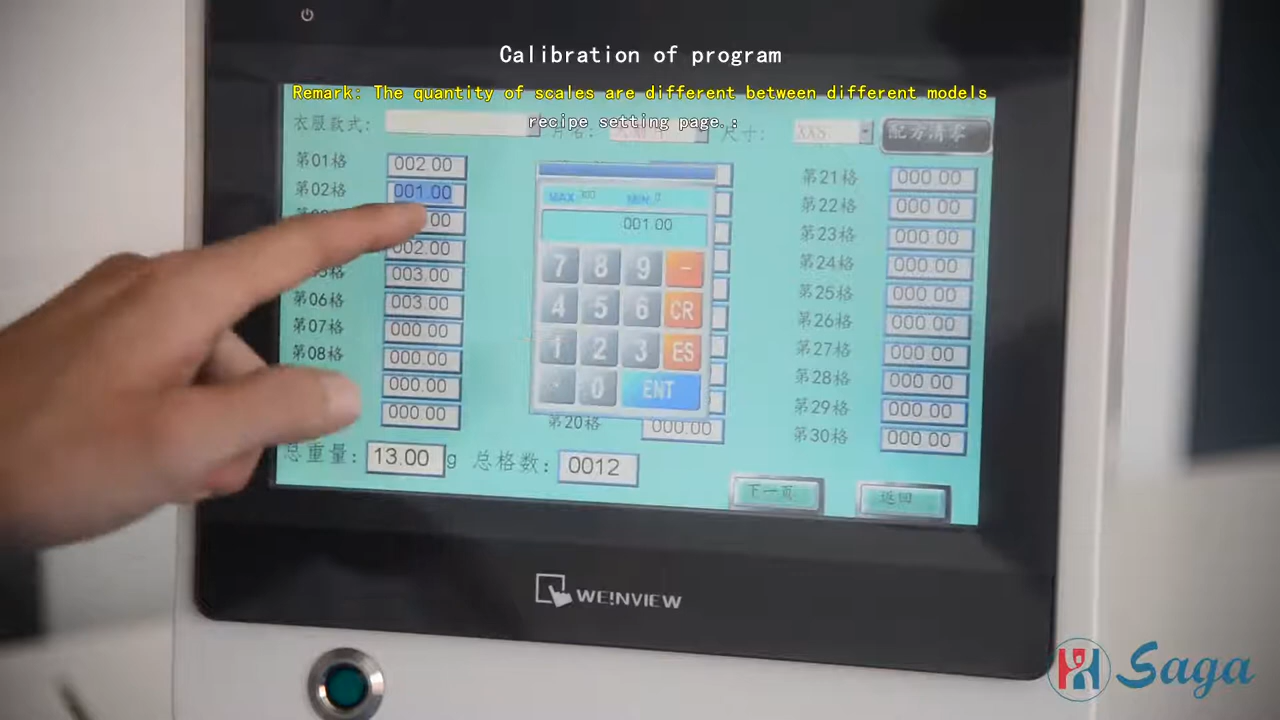 Calibration of program
Remark: The quantity of scales are different between different models
recipe setting page.:
衣服款式:
尺寸: XXS
配方清零
第01格 002.00
第02格 001.00
.00
002.00
003.00
第06格 003.00
第07格 000.00
第08格 000.00
000.00
000.00
MAX 100 MIN 0
001.00
7 8 9 −
4 5 6 CR
1 2 3 ES
. 0 ENT
第20格 000.00
第21格 000.00
第22格 000.00
第23格 000.00
第24格 000.00
第25格 000.00
第26格 000.00
第27格 000.00
第28格 000.00
第29格 000.00
第30格 000.00
总重量: 13.00 g 总格数: 0012
下一页 返回
WE!NVIEW
Saga